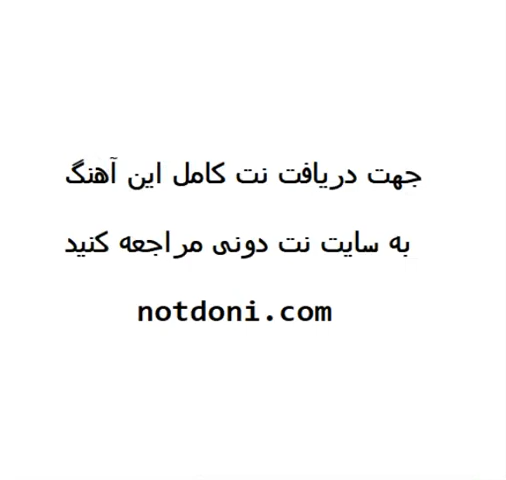 جهت دریافت نت کامل این آهنگ
به سایت نت دونی مراجعه کنید
notdoni.com